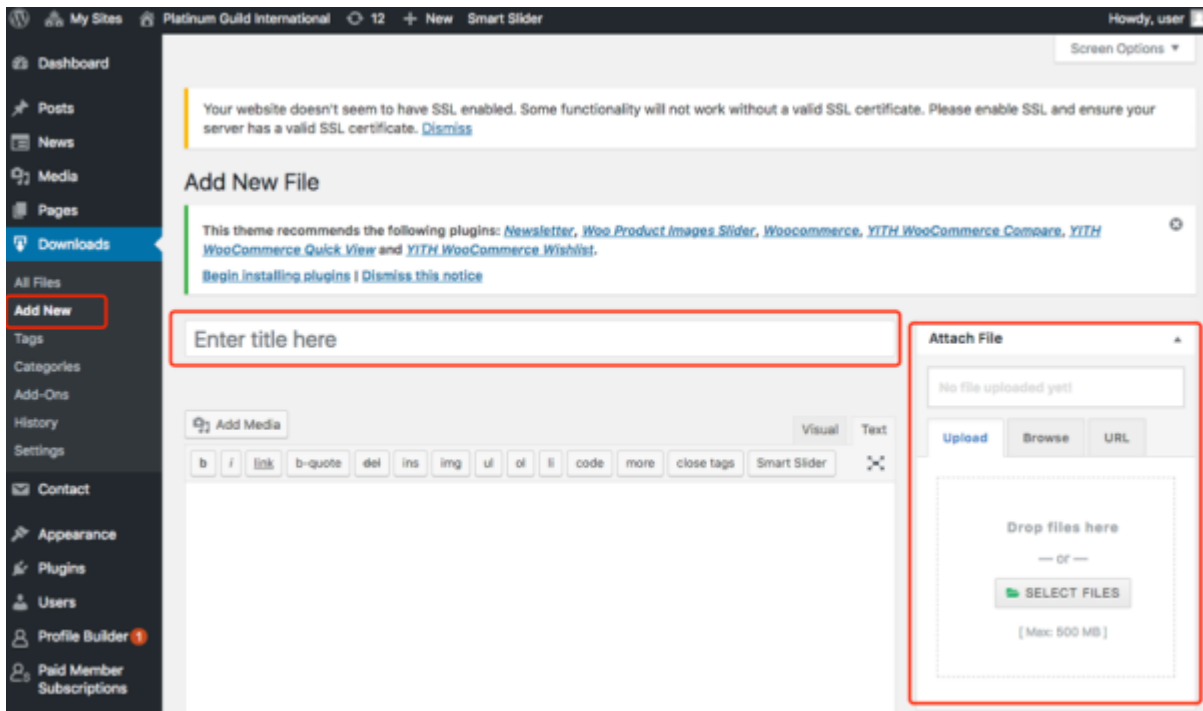 My Sites Platinum Guild International 12 New Smart Slider Howdy, user
Screen Options
Dashboard
Posts
News
Media
Pages
Downloads
All Files
Add New
Tags
Categories
Add-Ons
History
Settings
Contact
Appearance
Plugins
Users
Profile Builder 1
Paid Member
Subscriptions
Your website doesn't seem to have SSL enabled. Some functionality will not work without a valid SSL certificate. Please enable SSL and ensure your
server has a valid SSL certificate. Dismiss
Add New File
This theme recommends the following plugins: Newsletter, Woo Product Images Slider, Woocommerce, YITH WooCommerce Compare, YITH
WooCommerce Quick View and YITH WooCommerce Wishlist.
Begin installing plugins | Dismiss this notice
Enter title here
Add Media
Visual Text
b i link b-quote del ins img ul ol li code more close tags Smart Slider
Attach File
No file uploaded yet!
Upload Browse URL
Drop files here
— or —
SELECT FILES
[ Max: 500 MB ]